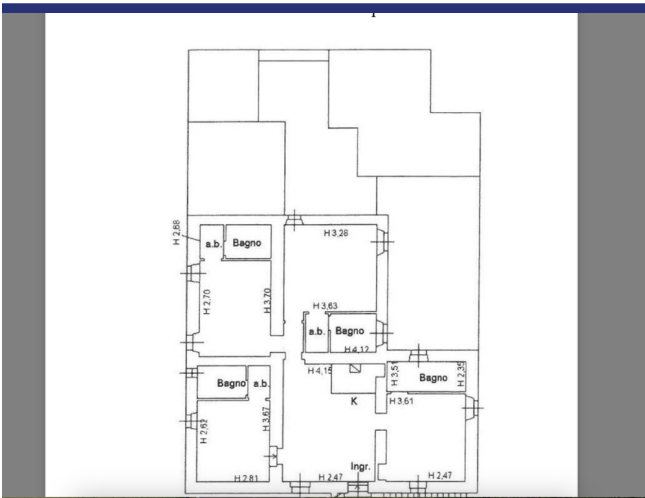 H 2,68
a.b.
Bagno
H 3,28
H 2,70
H 3,70
H 3,63
a.b.
Bagno
H 4,12
H 4,15
H 3,51
Bagno
H 2,35
Bagno
a.b.
K
H 3,61
H 2,62
H 3,67
Ingr.
H 2,81
H 2,47
H 2,47